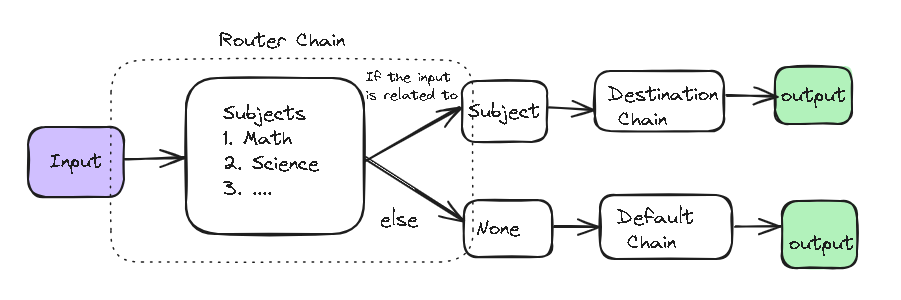 Router Chain
Input
Subjects
1. Math
2. Science
3. ....
If the input
is related to
Subject
Destination
Chain
output
else
None
Default
Chain
output